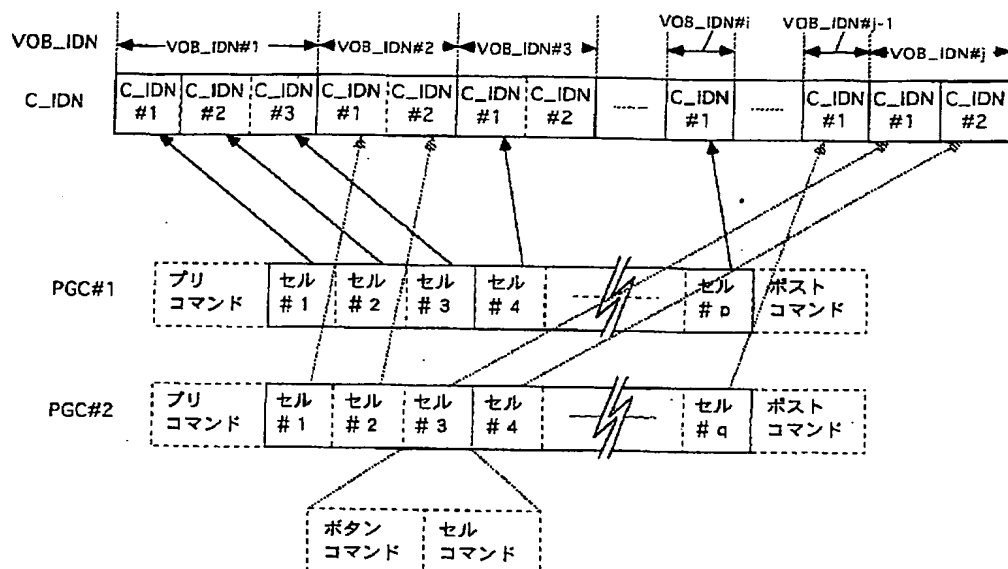 VOB_IDN
VOB_IDN#1
VOB_IDN#2
VOB_IDN#3
VOB_IDN#i
VOB_IDN#j-1
VOB_IDN#j
C_IDN
C_IDN #1
C_IDN #2
C_IDN #3
C_IDN #1
C_IDN #2
C_IDN #1
C_IDN #2
C_IDN #1
C_IDN #1
C_IDN #1
C_IDN #2
PGC#1
プリ
コマンド
セル
#1
セル
#2
セル
#3
セル
#4
セル
#p
ポスト
コマンド
PGC#2
プリ
コマンド
セル
#1
セル
#2
セル
#3
セル
#4
セル
#q
ポスト
コマンド
ボタン
コマンド
セル
コマンド